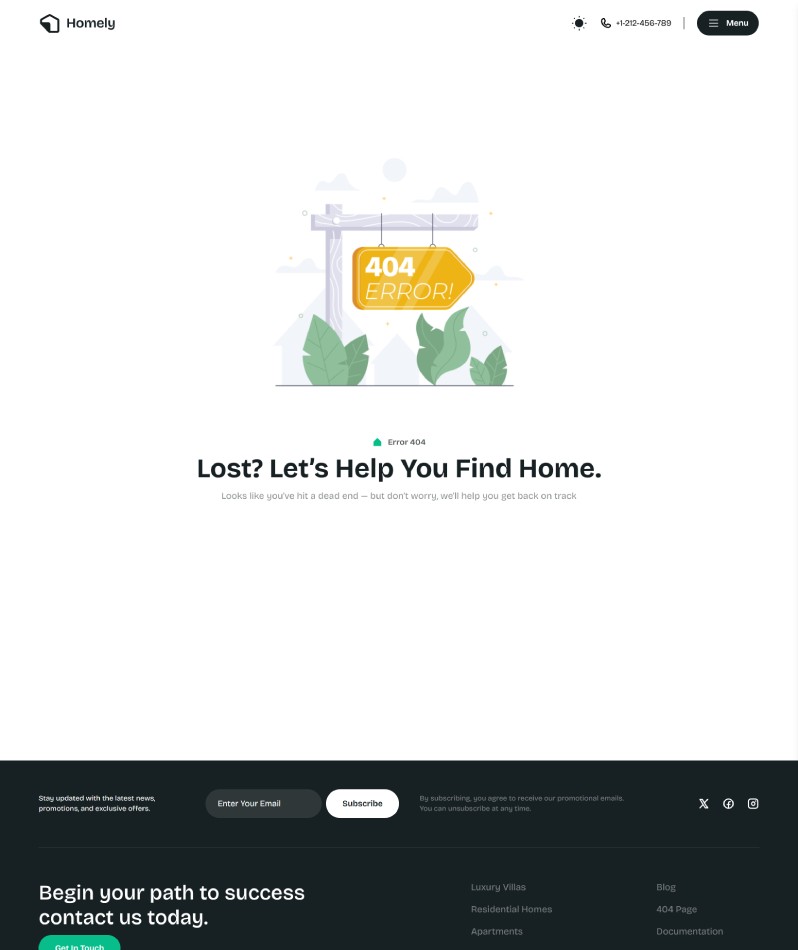 Homely
+1-212-456-789
Menu
404
ERROR!
Error 404
Lost? Let's Help You Find Home.
Looks like you've hit a dead end – but don't worry, we'll help you get back on track
Stay updated with the latest news,
promotions, and exclusive offers.
Enter Your Email
Subscribe
By subscribing, you agree to receive our promotional emails.
You can unsubscribe at any time.
Begin your path to success
contact us today.
Get In Touch
Luxury Villas
Residential Homes
Apartments
Blog
404 Page
Documentation